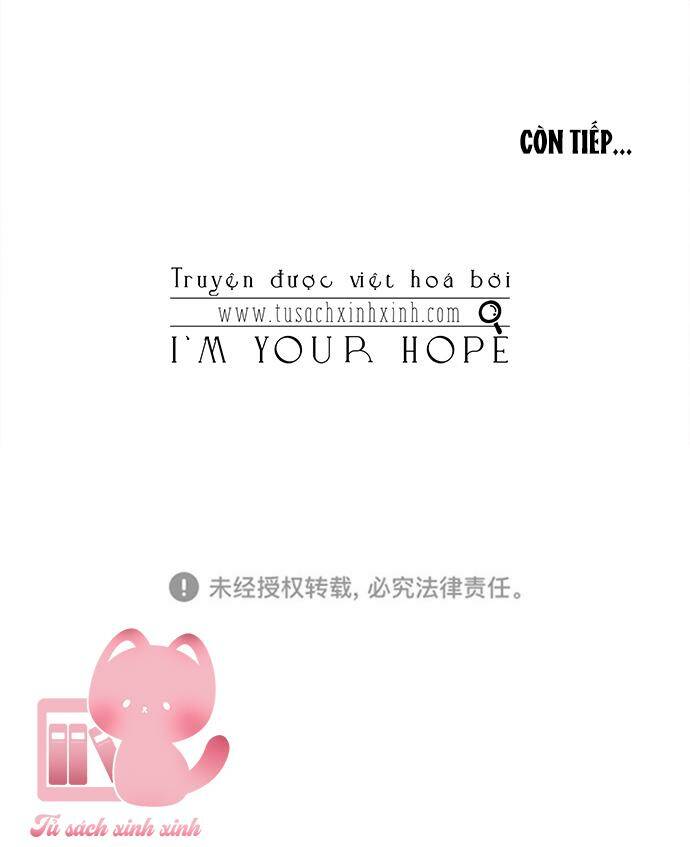 CÒN TIẾP...
Truyện được việt hoá bởi
www.tusachxinhxinh.com
I'M YOUR HOPE
! 未经授权转载, 必究法律责任。
Tủ sách xinh xinh